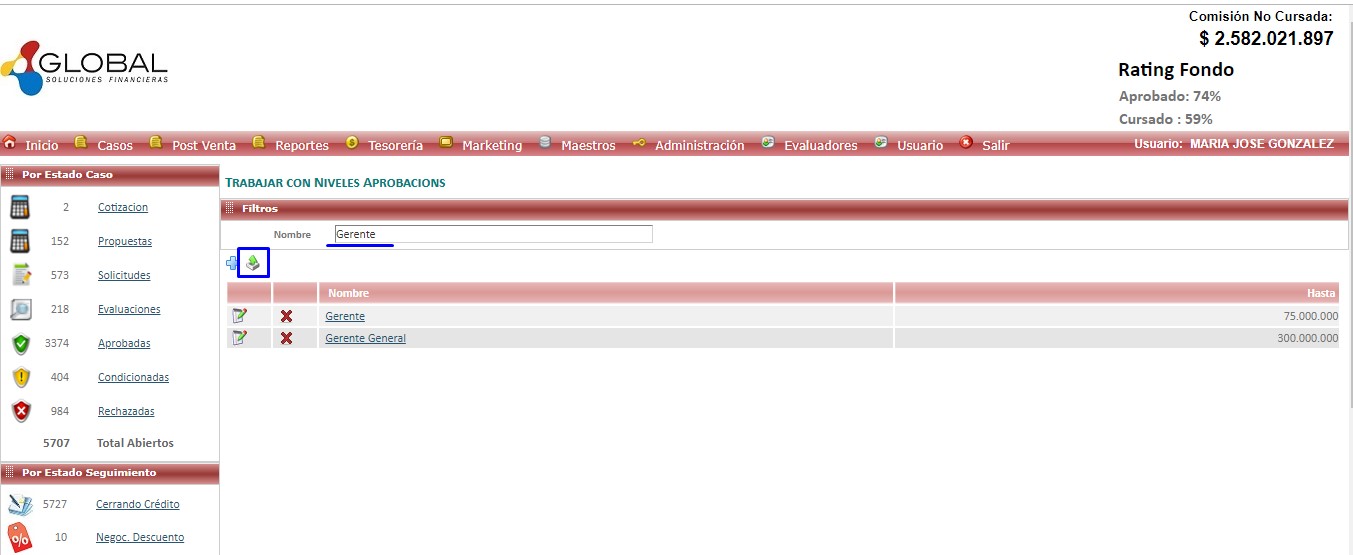 Comisión No Cursada:
$ 2.582.021.897
GLOBAL
SOLUCIONES FINANCIERAS
Rating Fondo
Aprobado: 74%
Cursado : 59%
Inicio Casos Post Venta Reportes Tesorería Marketing Maestros Administración Evaluadores Usuario Salir Usuario: MARIA JOSE GONZALEZ
Por Estado Caso
2 Cotizacion
152 Propuestas
573 Solicitudes
218 Evaluaciones
3374 Aprobadas
404 Condicionadas
984 Rechazadas
5707 Total Abiertos
Por Estado Seguimiento
5727 Cerrando Crédito
% 10 Negoc. Descuento
TRABAJAR CON NIVELES APROBACIONS
Filtros
Nombre Gerente
Nombre Hasta
Gerente 75.000.000
Gerente General 300.000.000